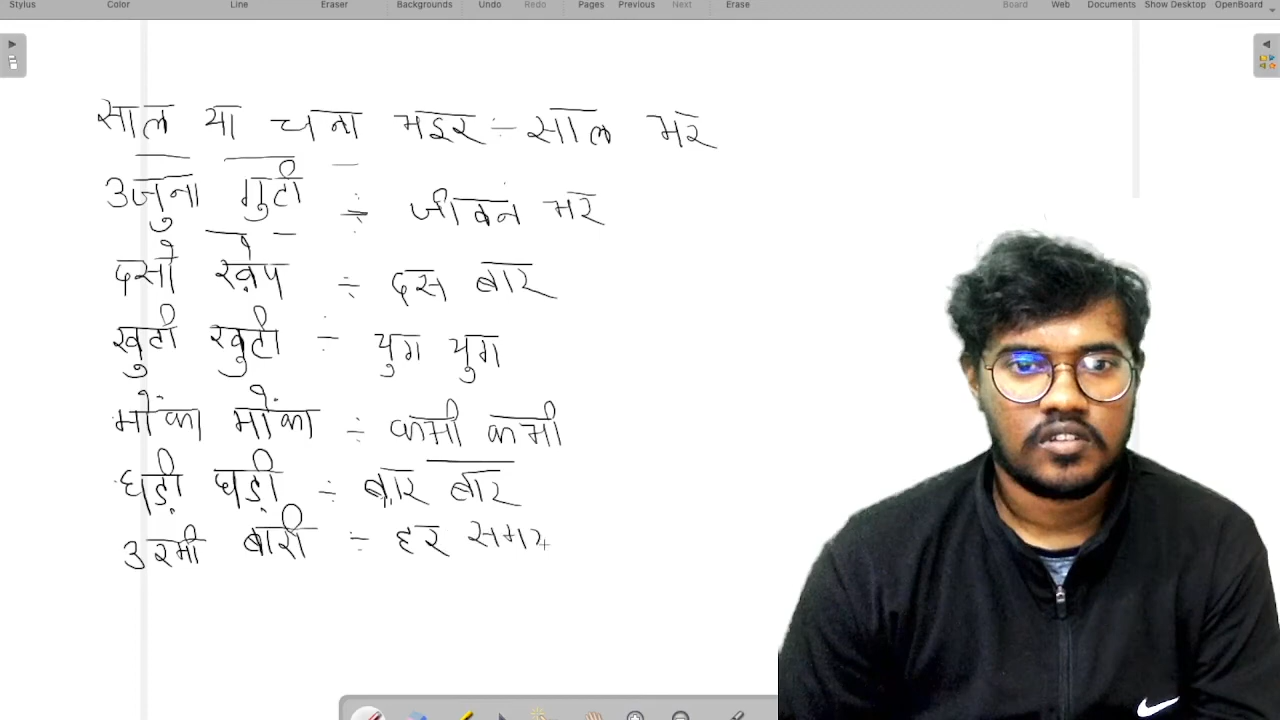 Stylus Color Line Eraser Backgrounds Undo Redo Pages Previous Next Erase Board Web Documents Show Desktop OpenBoard
साल या चना भइर ÷ साल भर
उजुना गुटी ÷ जीवन भर
दसो खेप ÷ दस बार
खुटी खुटी ÷ युग युग
मोंका मोंका ÷ कभी कभी
घड़ी घड़ी ÷ बार बार
उरमी बारी ÷ हर समय